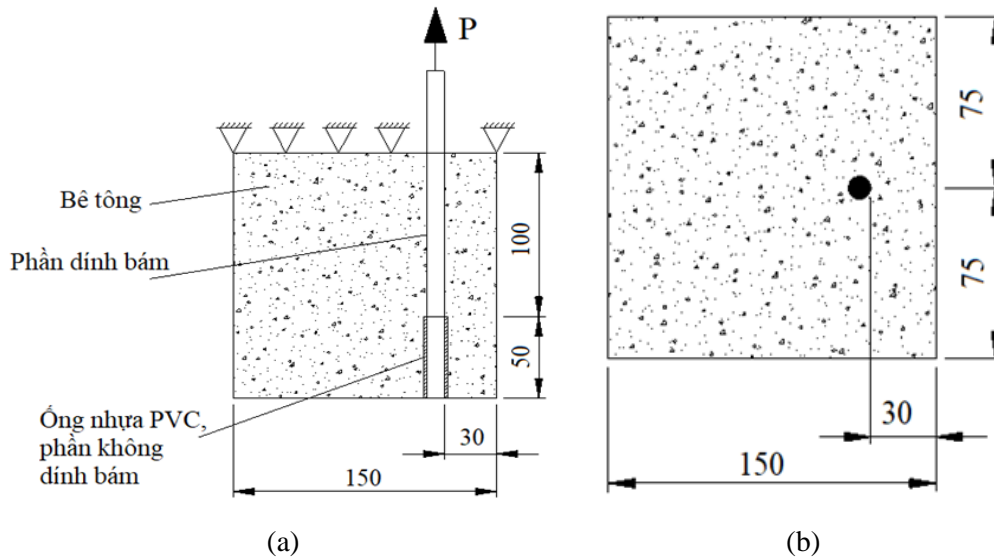 P
Bê tông
Phần dính bám
Ống nhựa PVC,
phần không
dính bám
100
50
30
150
(a)
75
75
30
150
(b)